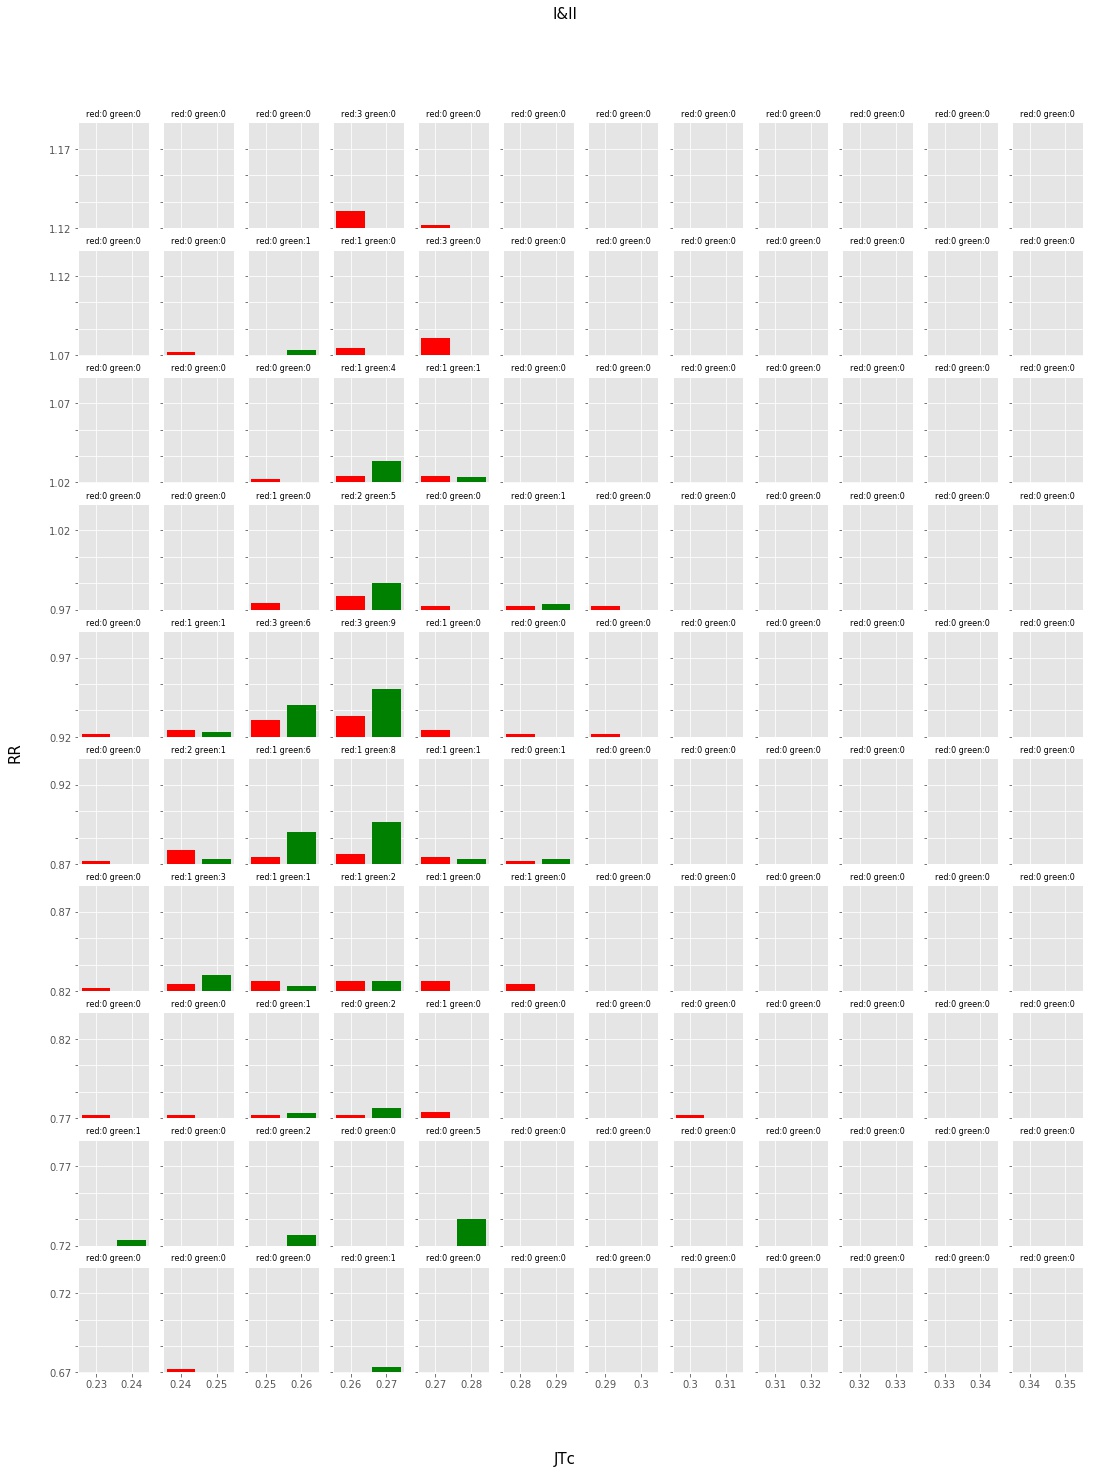 I&II
red:0 green:0 red:0 green:0 red:0 green:0 red:3 green:0 red:0 green:0 red:0 green:0 red:0 green:0 red:0 green:0 red:0 green:0 red:0 green:0 red:0 green:0 red:0 green:0
1.17
1.12
red:0 green:0 red:0 green:0 red:0 green:1 red:1 green:0 red:3 green:0 red:0 green:0 red:0 green:0 red:0 green:0 red:0 green:0 red:0 green:0 red:0 green:0 red:0 green:0
1.12
1.07
red:0 green:0 red:0 green:0 red:0 green:0 red:1 green:4 red:1 green:1 red:0 green:0 red:0 green:0 red:0 green:0 red:0 green:0 red:0 green:0 red:0 green:0 red:0 green:0
1.07
1.02
red:0 green:0 red:0 green:0 red:1 green:0 red:2 green:5 red:0 green:0 red:0 green:1 red:0 green:0 red:0 green:0 red:0 green:0 red:0 green:0 red:0 green:0 red:0 green:0
1.02
0.97
red:0 green:0 red:1 green:1 red:3 green:6 red:3 green:9 red:1 green:0 red:0 green:0 red:0 green:0 red:0 green:0 red:0 green:0 red:0 green:0 red:0 green:0 red:0 green:0
0.97
0.92
red:0 green:0 red:2 green:1 red:1 green:6 red:1 green:8 red:1 green:1 red:0 green:1 red:0 green:0 red:0 green:0 red:0 green:0 red:0 green:0 red:0 green:0 red:0 green:0
RR
0.92
0.87
red:0 green:0 red:1 green:3 red:1 green:1 red:1 green:2 red:1 green:0 red:1 green:0 red:0 green:0 red:0 green:0 red:0 green:0 red:0 green:0 red:0 green:0 red:0 green:0
0.87
0.82
red:0 green:0 red:0 green:0 red:0 green:1 red:0 green:2 red:1 green:0 red:0 green:0 red:0 green:0 red:0 green:0 red:0 green:0 red:0 green:0 red:0 green:0 red:0 green:0
0.82
0.77
red:0 green:1 red:0 green:0 red:0 green:2 red:0 green:0 red:0 green:5 red:0 green:0 red:0 green:0 red:0 green:0 red:0 green:0 red:0 green:0 red:0 green:0 red:0 green:0
0.77
0.72
red:0 green:0 red:0 green:0 red:0 green:0 red:0 green:1 red:0 green:0 red:0 green:0 red:0 green:0 red:0 green:0 red:0 green:0 red:0 green:0 red:0 green:0 red:0 green:0
0.72
0.67
0.23 0.24 0.24 0.25 0.25 0.26 0.26 0.27 0.27 0.28 0.28 0.29 0.29 0.3 0.3 0.31 0.31 0.32 0.32 0.33 0.33 0.34 0.34 0.35
JTc